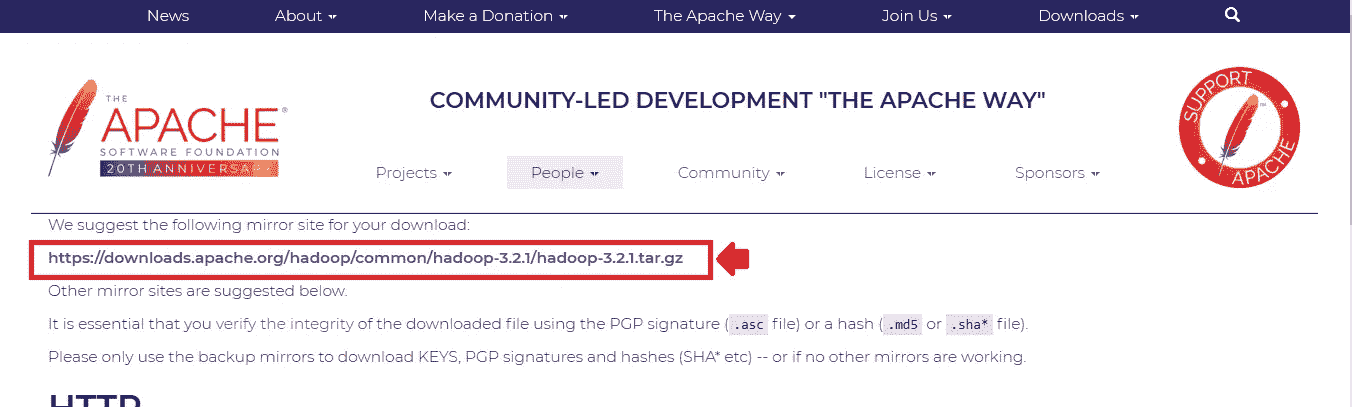 News About Make a Donation The Apache Way Join Us Downloads
THE
APACHE®
SOFTWARE FOUNDATION
20TH ANNIVERSARY
COMMUNITY-LED DEVELOPMENT "THE APACHE WAY"
SUPPORT
APACHE
Projects People Community License Sponsors
We suggest the following mirror site for your download:
https://downloads.apache.org/hadoop/common/hadoop-3.2.1/hadoop-3.2.1.tar.gz
Other mirror sites are suggested below.
It is essential that you verify the integrity of the downloaded file using the PGP signature (.asc file) or a hash (.md5 or .sha* file).
Please only use the backup mirrors to download KEYS, PGP signatures and hashes (SHA* etc) -- or if no other mirrors are working.
HTTP